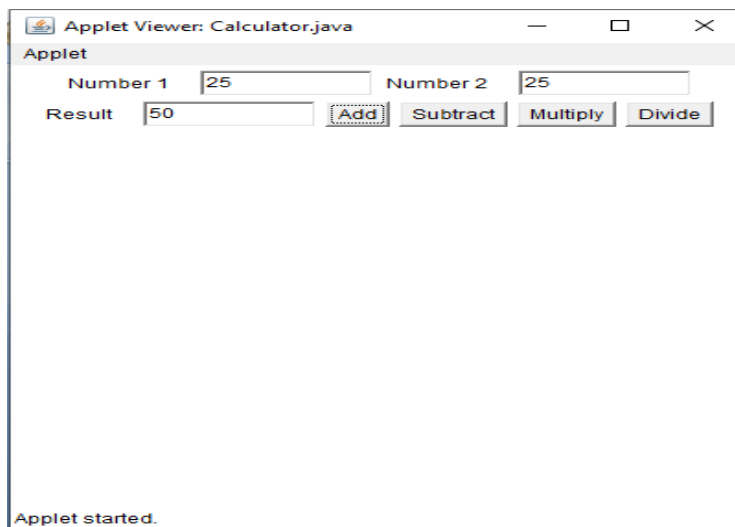 Applet Viewer: Calculator.java
Applet
Number 1 25 Number 2 25
Result 50 Add Subtract Multiply Divide
Applet started.